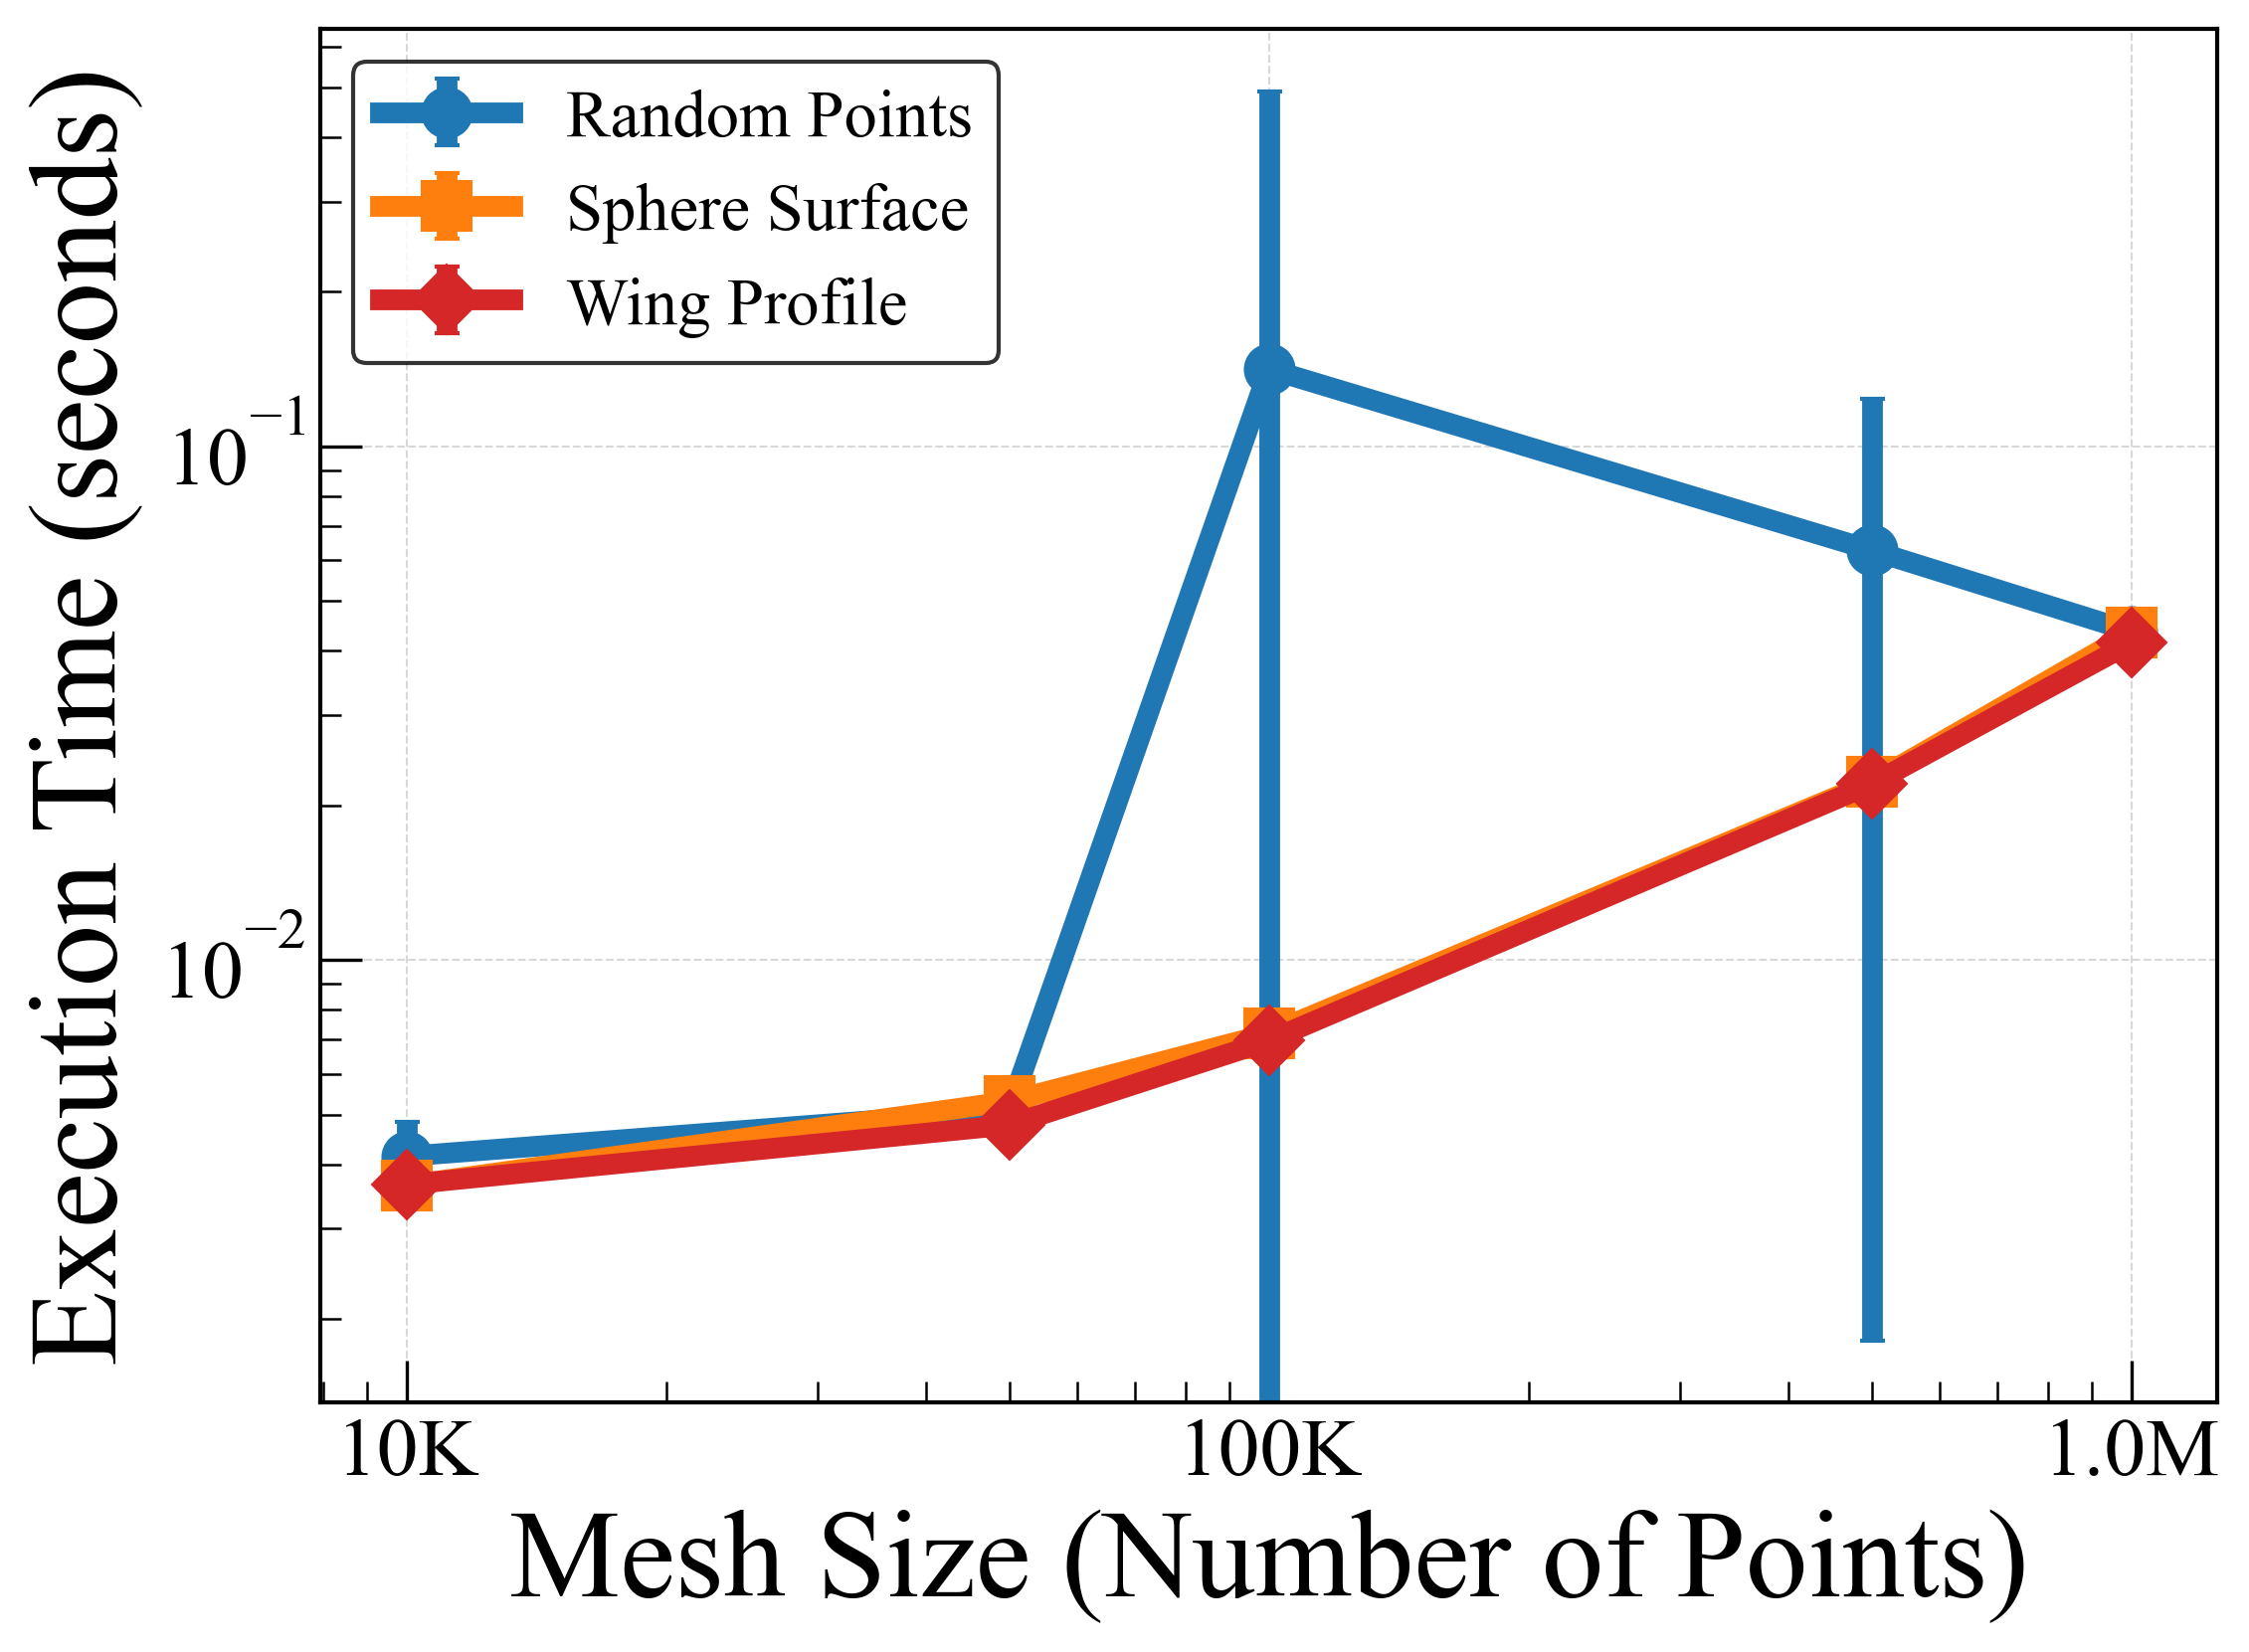 Execution Time (seconds)
Random Points
Sphere Surface
Wing Profile
10^−1
10^−2
10K
100K
1.0M
Mesh Size (Number of Points)